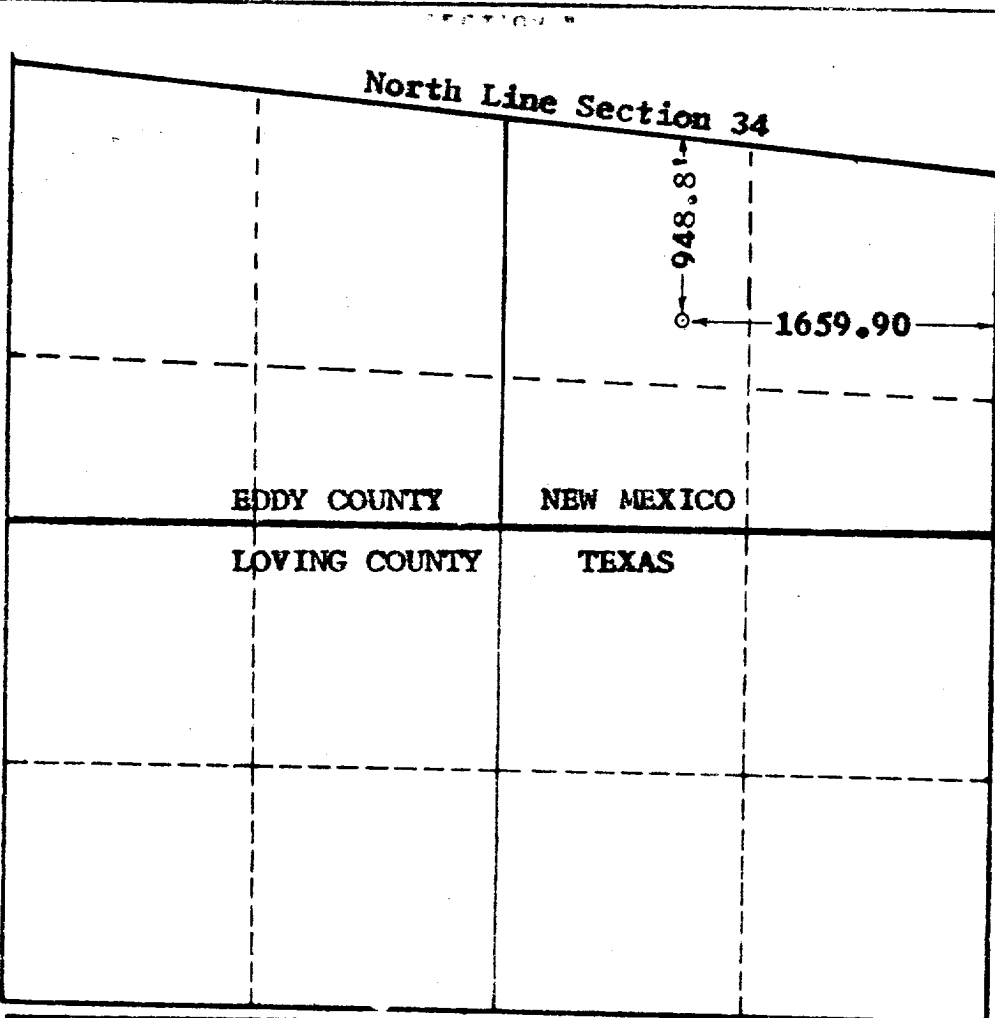 North Line Section 34
948.8'
1659.90
EDDY COUNTY NEW MEXICO
LOVING COUNTY TEXAS